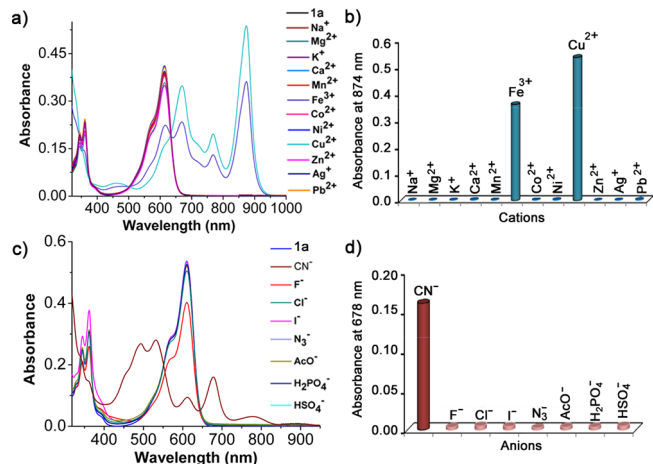 a)
Absorbance
0.45
0.30
0.15
0.00
400 500 600 700 800 900 1000
Wavelength (nm)
1a
Na⁺
Mg²⁺
K⁺
Ca²⁺
Mn²⁺
Fe³⁺
Co²⁺
Ni²⁺
Cu²⁺
Zn²⁺
Ag⁺
Pb²⁺
b)
Absorbance at 874 nm
0.6
0.5
0.4
0.3
0.2
0.1
0.0
Na⁺ Mg²⁺ K⁺ Ca²⁺ Mn²⁺ Fe³⁺ Co²⁺ Ni Cu²⁺ Zn²⁺ Ag⁺ Pb²⁺
Cations
c)
Absorbance
0.6
0.4
0.2
0.0
400 500 600 700 800 900
Wavelength (nm)
1a
CN⁻
F⁻
Cl⁻
I⁻
N₃⁻
AcO⁻
H₂PO₄⁻
HSO₄⁻
d)
Absorbance at 678 nm
0.20
0.15
0.10
0.05
0.00
CN⁻ F⁻ Cl⁻ I⁻ N₃⁻ AcO⁻ H₂PO₄⁻ HSO₄⁻
Anions